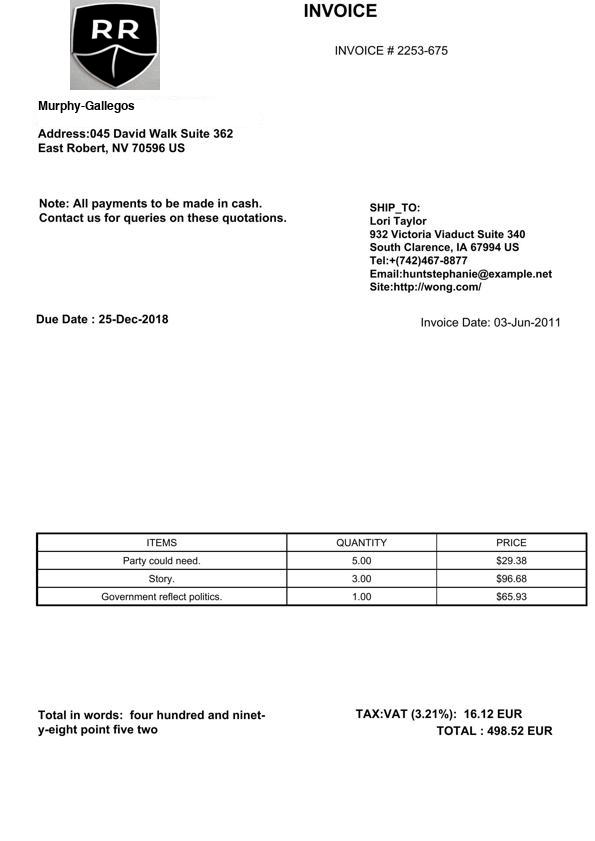 RR
INVOICE
INVOICE # 2253-675
Murphy-Gallegos
Address:045 David Walk Suite 362
East Robert, NV 70596 US
Note: All payments to be made in cash.
Contact us for queries on these quotations.
SHIP_TO:
Lori Taylor
932 Victoria Viaduct Suite 340
South Clarence, IA 67994 US
Tel:+(742)467-8877
Email:huntstephanie@example.net
Site:http://wong.com/
Due Date : 25-Dec-2018
Invoice Date: 03-Jun-2011
ITEMS QUANTITY PRICE
Party could need. 5.00 $29.38
Story. 3.00 $96.68
Government reflect politics. 1.00 $65.93
Total in words: four hundred and ninet-
y-eight point five two
TAX:VAT (3.21%): 16.12 EUR
TOTAL : 498.52 EUR